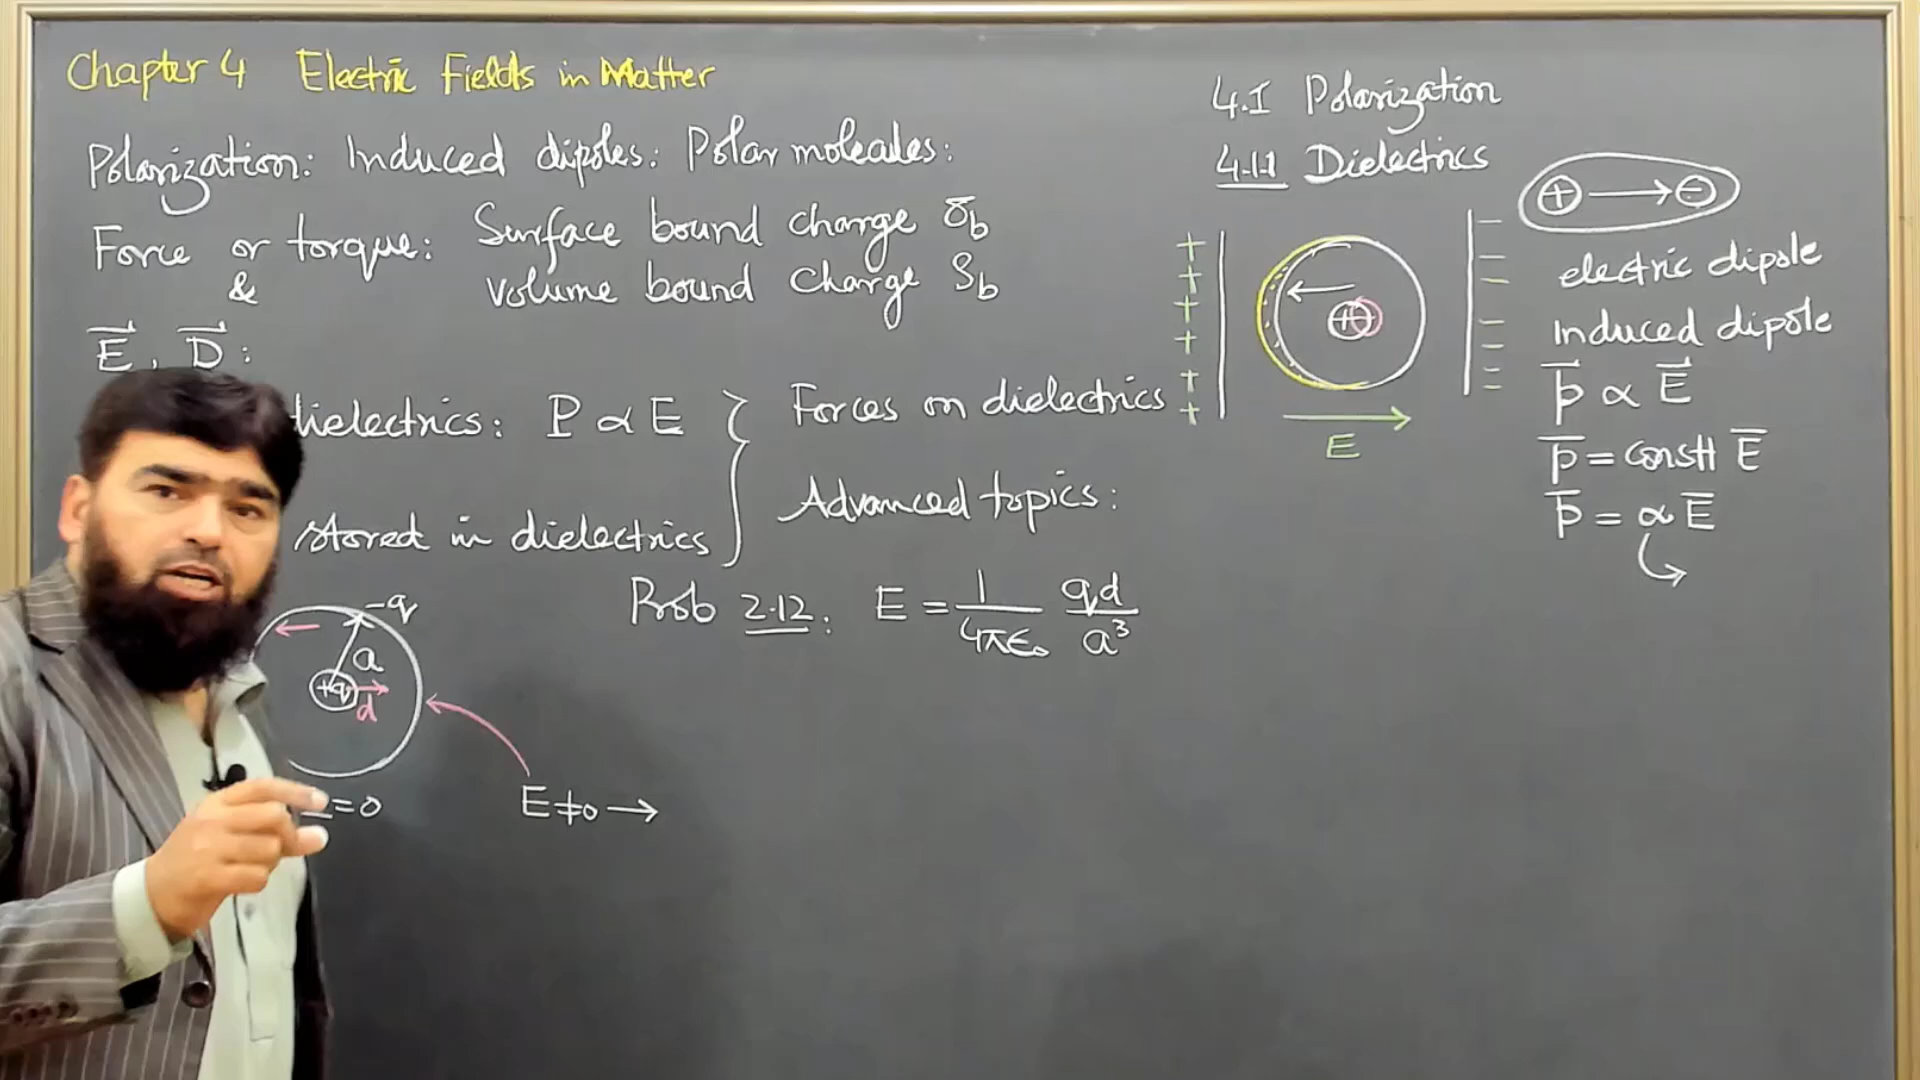 Chapter 4 Electric Fields in Matter
Polarization: Induced dipoles: Polar molecules:
Force or torque: Surface bound charge σb
& volume bound charge ρb
E, D:
dielectrics: P ∝ E } Forces on dielectrics
stored in dielectrics Advanced topics:
-q
a
+q
d
=0
E≠0 →
Prob 2.12: E = 1/4πε₀ qd/a³
4.1 Polarization
4.1.1 Dielectrics
+ → -
+
+
+
+
+
+
+
-
-
-
-
-
-
E
electric dipole
induced dipole
p ∝ E
p = constt E
p = α E